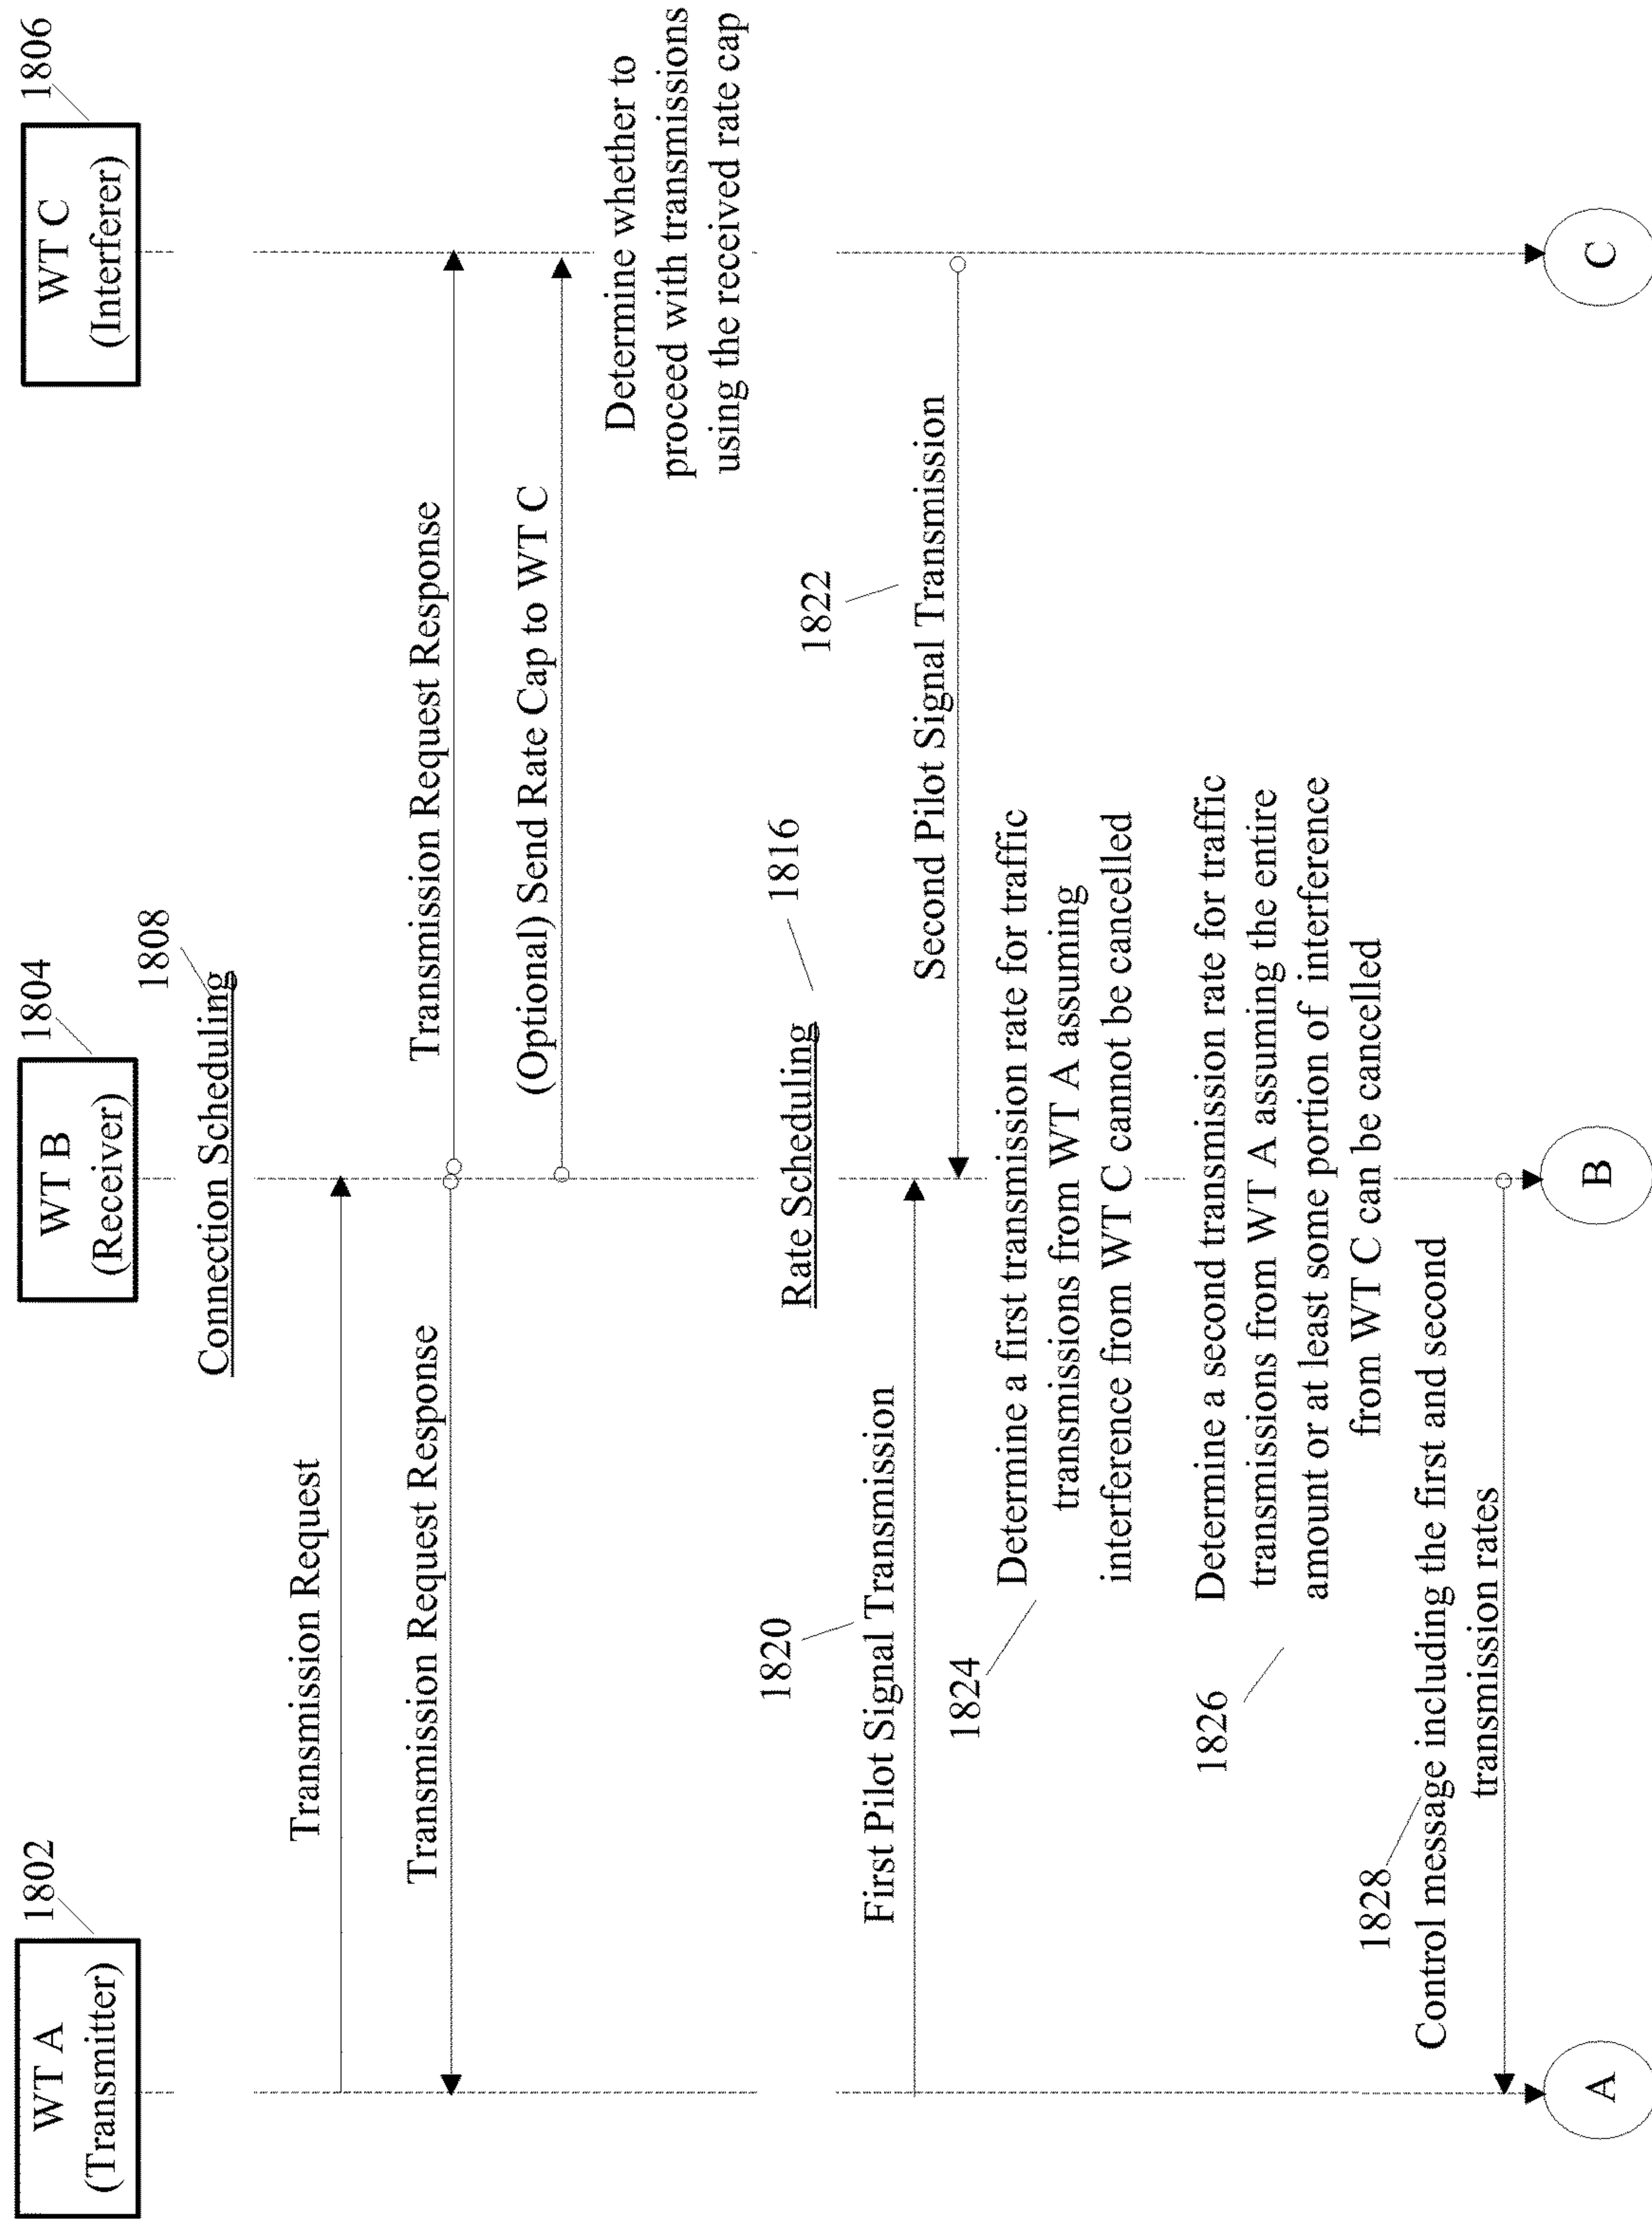 1802
WT A
(Transmitter)
1804
WT B
(Receiver)
1806
WT C
(Interferer)
1808
Connection Scheduling
Transmission Request
Transmission Request Response
Transmission Request Response
(Optional) Send Rate Cap to WT C
Determine whether to
proceed with transmissions
using the received rate cap
Rate Scheduling
1816
1820
First Pilot Signal Transmission
1822
Second Pilot Signal Transmission
1824
Determine a first transmission rate for traffic
transmissions from WT A assuming
interference from WT C cannot be cancelled
1826
Determine a second transmission rate for traffic
transmissions from WT A assuming the entire
amount or at least some portion of interference
from WT C can be cancelled
1828
Control message including the first and second
transmission rates
A
B
C